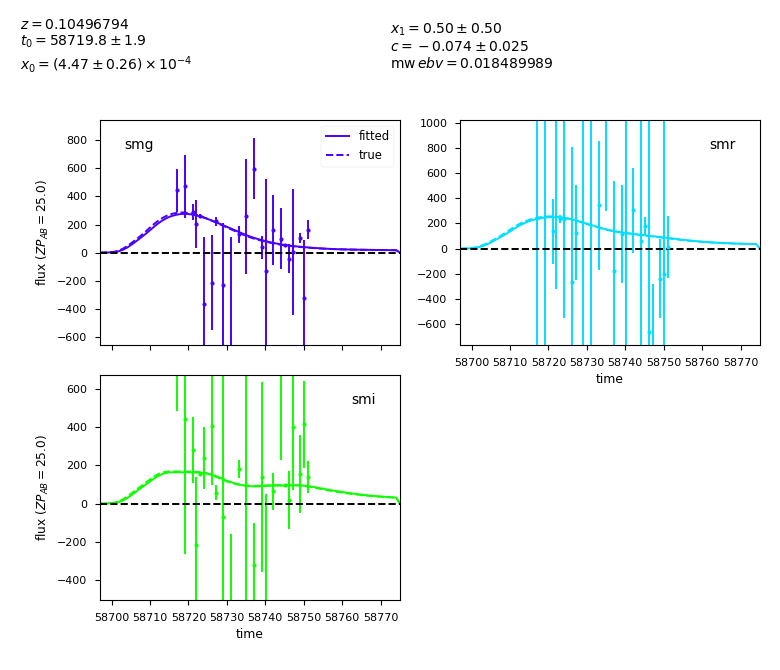 z = 0.10496794
t₀ = 58719.8 ± 1.9
x₀ = (4.47 ± 0.26) × 10⁻⁴
x₁ = 0.50 ± 0.50
c = −0.074 ± 0.025
mw ebv = 0.018489989
smg
fitted
true
800
600
400
200
0
−200
−400
−600
flux (ZP_AB = 25.0)
smr
1000
800
600
400
200
0
−200
−400
−600
58700 58710 58720 58730 58740 58750 58760 58770
time
smi
600
400
200
0
−200
−400
flux (ZP_AB = 25.0)
58700 58710 58720 58730 58740 58750 58760 58770
time